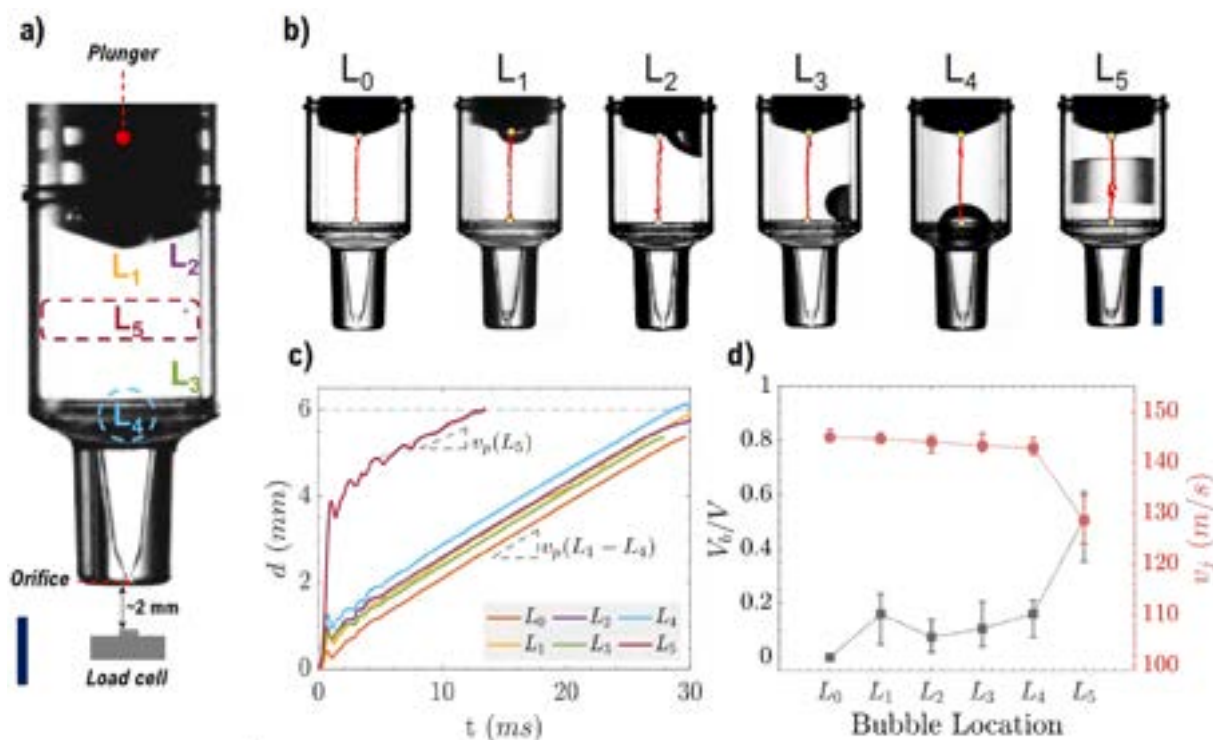 a)
Plunger
L₁
L₂
L₅
L₃
L₄
Orifice
~2 mm
Load cell
b)
L₀ L₁ L₂ L₃ L₄ L₅
c)
d (mm)
6
4
2
0
0 10 20 30
t (ms)
vₚ(L₅)
vₚ(L₁ − L₄)
L₀ L₂ L₄
L₁ L₃ L₅
d)
V_b/V
1
0.8
0.6
0.4
0.2
0
150
140
130
120
110
100
v_j (m/s)
L₀ L₁ L₂ L₃ L₄ L₅
Bubble Location